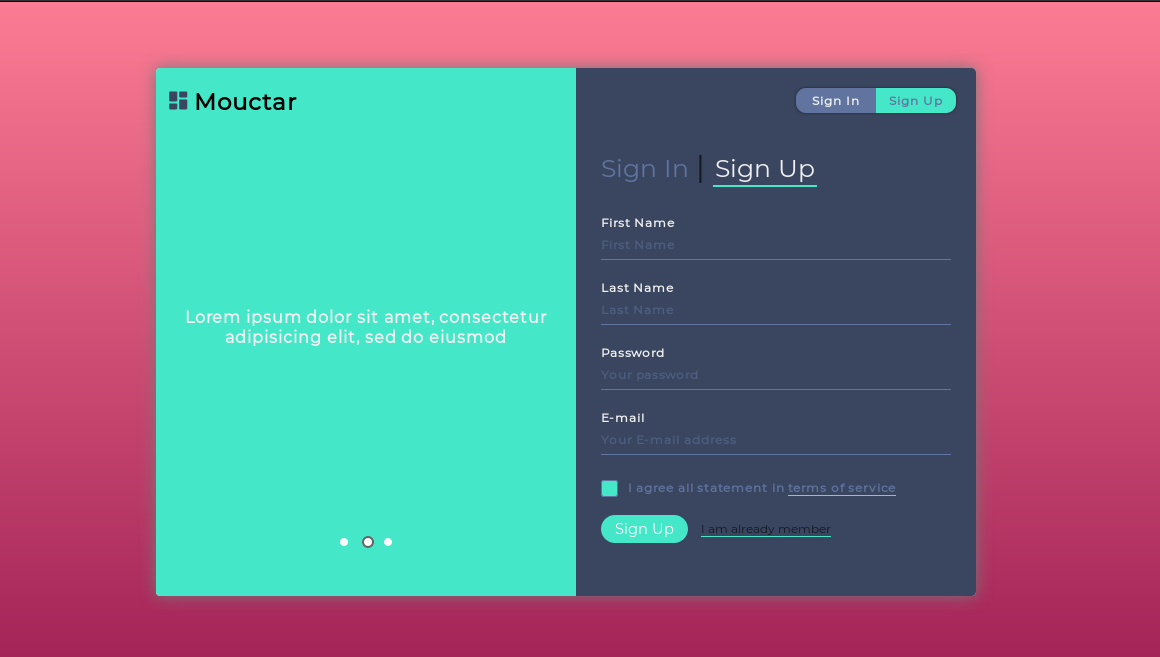 Mouctar
Lorem ipsum dolor sit amet, consectetur
adipisicing elit, sed do eiusmod
Sign In Sign Up
Sign In | Sign Up
First Name
First Name
Last Name
Last Name
Password
Your password
E-mail
Your E-mail address
I agree all statement in terms of service
Sign Up I am already member